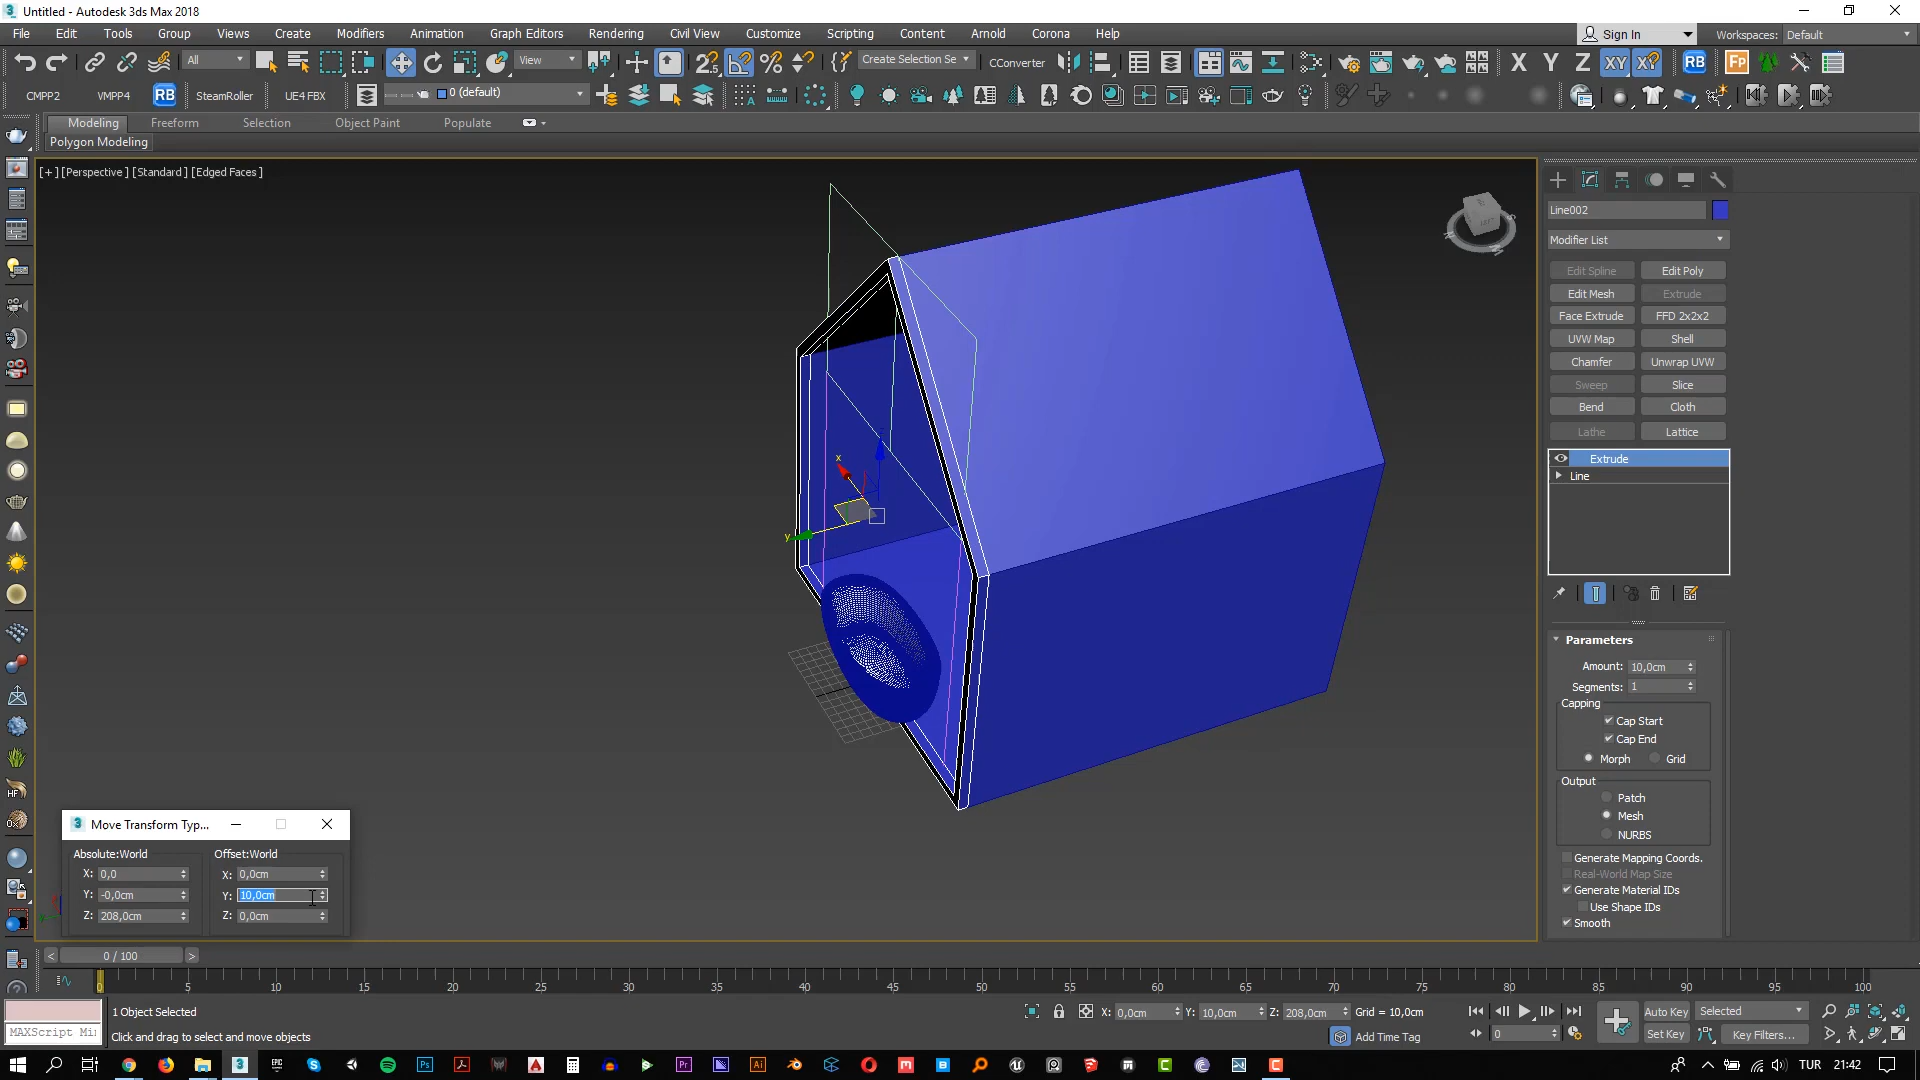 Untitled - Autodesk 3ds Max 2018
File Edit Tools Group Views Create Modifiers Animation Graph Editors Rendering Civil View Customize Scripting Content Arnold Corona Help
Sign In Workspaces: Default
All View Create Selection Se CConverter X Y Z XY X? RB Fp
CMPP2 VMPP4 RB SteamRoller UE4 FBX 0 (default)
Modeling Freeform Selection Object Paint Populate
Polygon Modeling
[+] [Perspective ] [Standard ] [Edged Faces ]
Line002
Modifier List
Edit Spline Edit Poly
Edit Mesh Extrude
Face Extrude FFD 2x2x2
UVW Map Shell
Chamfer Unwrap UVW
Sweep Slice
Bend Cloth
Lathe Lattice
Extrude
Line
x
y
Parameters
Amount: 10,0cm
Segments: 1
Capping
Cap Start
Cap End
Morph Grid
Output
Patch
Mesh
NURBS
Generate Mapping Coords.
Real-World Map Size
Generate Material IDs
Use Shape IDs
Smooth
3 Move Transform Typ...
Absolute:World Offset:World
X: 0,0 X: 0,0cm
Y: -0,0cm Y: 10,0cm
Z: 208,0cm Z: 0,0cm
< 0 / 100 >
0 5 10 15 20 25 30 35 40 45 50 55 60 65 70 75 80 85 90 95 100
1 Object Selected X: 0,0cm Y: 10,0cm Z: 208,0cm Grid = 10,0cm Auto Key Selected
MAXScript Mi Click and drag to select and move objects Add Time Tag 0 Set Key Key Filters...
TUR 21:42